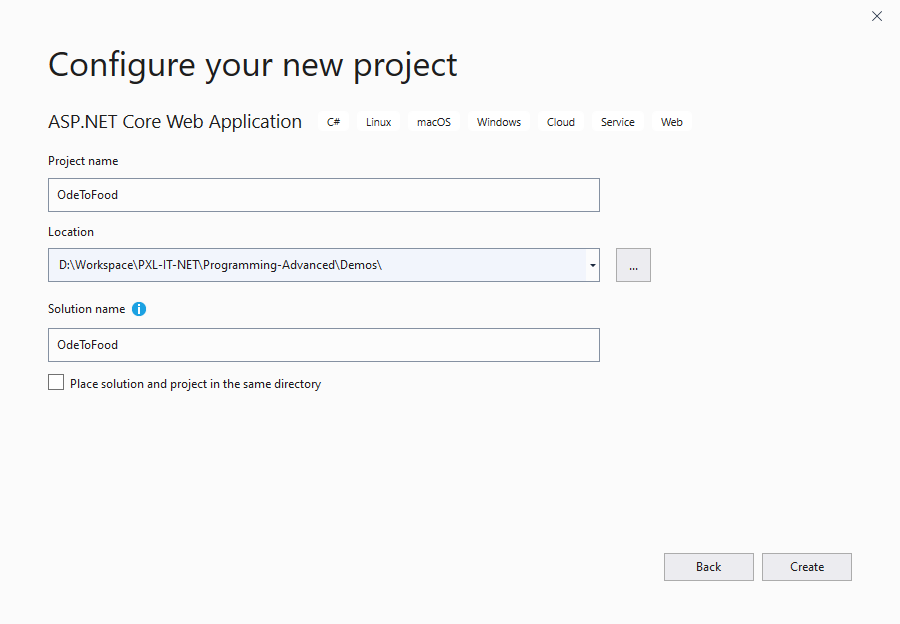 Configure your new project
ASP.NET Core Web Application C# Linux macOS Windows Cloud Service Web
Project name
OdeToFood
Location
D:\Workspace\PXL-IT-NET\Programming-Advanced\Demos\
...
Solution name
OdeToFood
Place solution and project in the same directory
Back Create